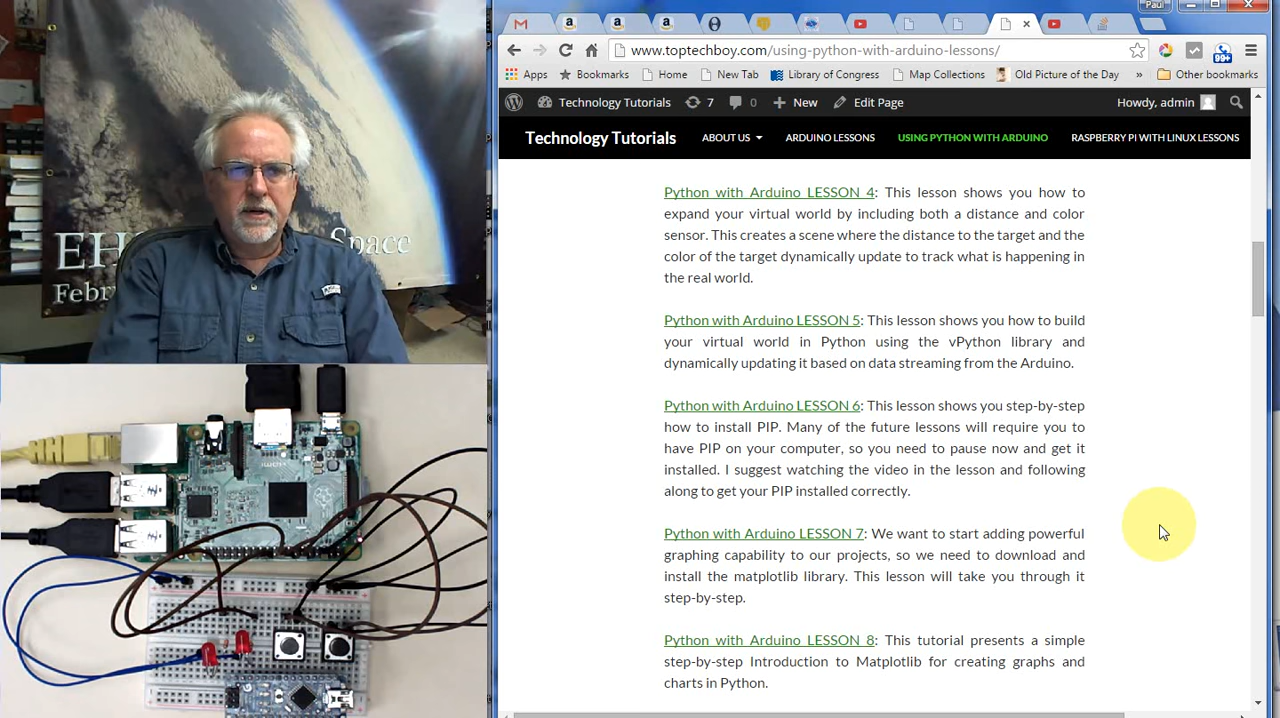 EH
Space
Febr
Paul
www.toptechboy.com/using-python-with-arduino-lessons/
99+
Apps
Bookmarks
Home
New Tab
Library of Congress
Map Collections
Old Picture of the Day
»
Other bookmarks
Technology Tutorials
7
0
New
Edit Page
Howdy, admin
Technology Tutorials
ABOUT US
ARDUINO LESSONS
USING PYTHON WITH ARDUINO
RASPBERRY PI WITH LINUX LESSONS
Python with Arduino LESSON 4: This lesson shows you how to
expand your virtual world by including both a distance and color
sensor. This creates a scene where the distance to the target and the
color of the target dynamically update to track what is happening in
the real world.
Python with Arduino LESSON 5: This lesson shows you how to build
your virtual world in Python using the vPython library and
dynamically updating it based on data streaming from the Arduino.
Python with Arduino LESSON 6: This lesson shows you step-by-step
how to install PIP. Many of the future lessons will require you to
have PIP on your computer, so you need to pause now and get it
installed. I suggest watching the video in the lesson and following
along to get your PIP installed correctly.
Python with Arduino LESSON 7: We want to start adding powerful
graphing capability to our projects, so we need to download and
install the matplotlib library. This lesson will take you through it
step-by-step.
Python with Arduino LESSON 8: This tutorial presents a simple
step-by-step Introduction to Matplotlib for creating graphs and
charts in Python.